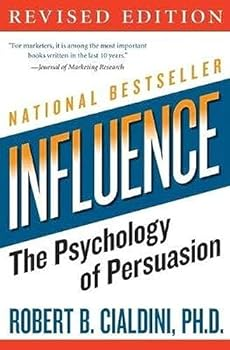 REVISED EDITION
"For marketers, it is among the most important
books written in the last 10 years."
—Journal of Marketing Research
NATIONAL BESTSELLER
INFLUENCE
The Psychology
of Persuasion
ROBERT B. CIALDINI, PH.D.